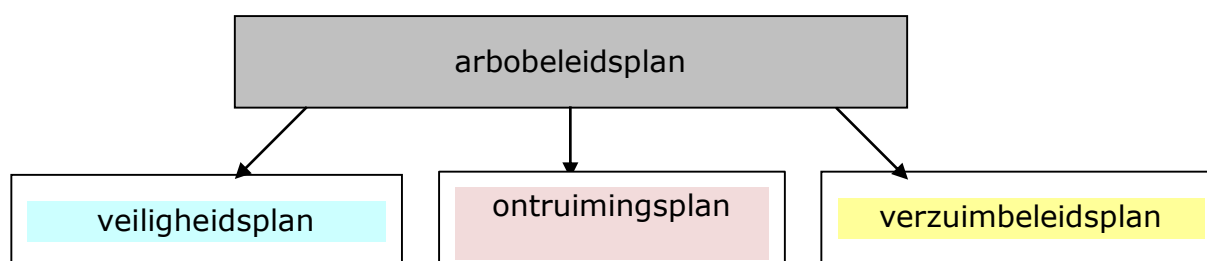 arbobeleidsplan
veiligheidsplan
ontruimingsplan
verzuimbeleidsplan